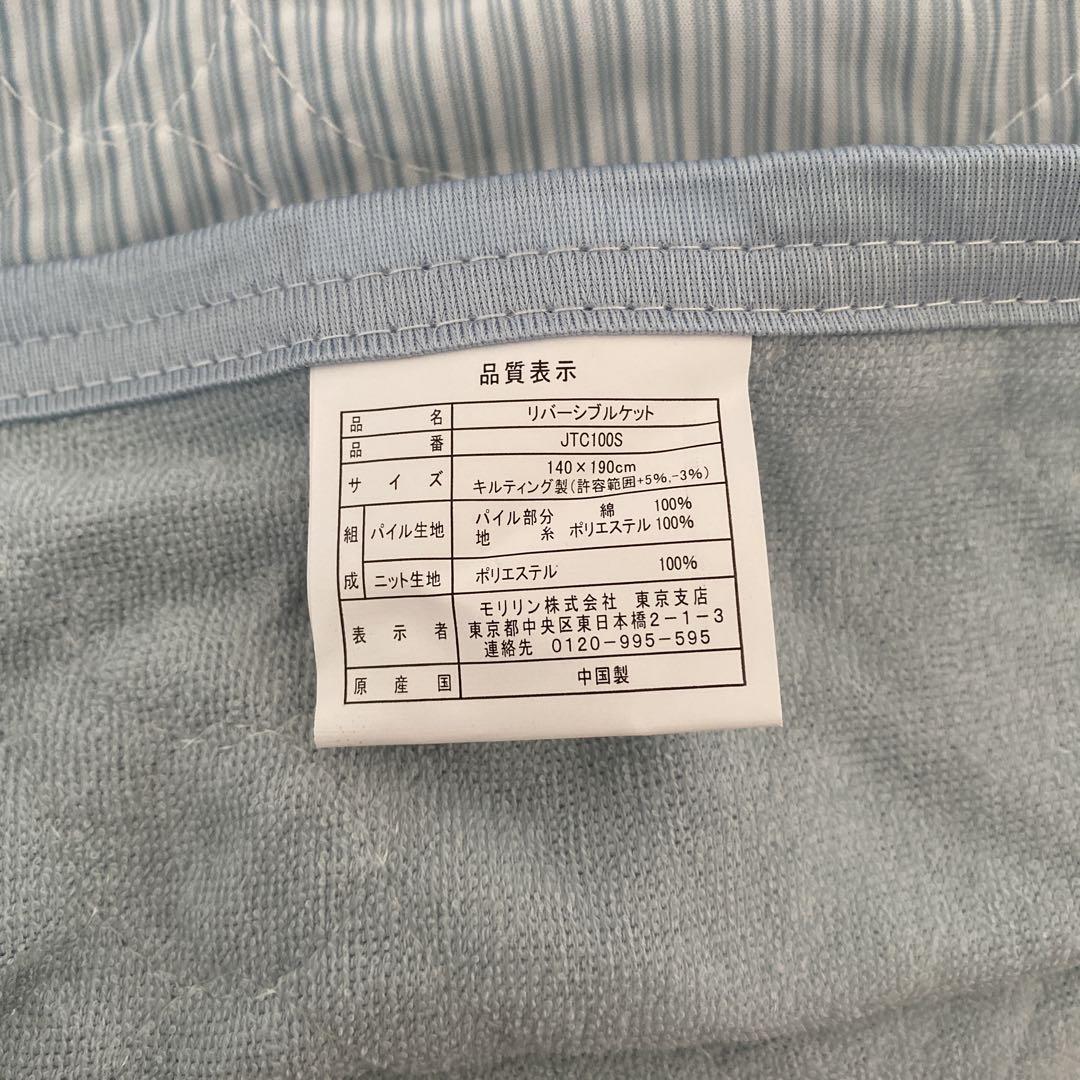 品質表示
品名 リバーシブルケット
品番 JTC100S
サイズ 140×190cm
キルティング製(許容範囲+5%,-3%)
組成 パイル生地 パイル部分 綿 100%
地糸 ポリエステル 100%
ニット生地 ポリエステル 100%
表示者 モリリン株式会社 東京支店
東京都中央区東日本橋2-1-3
連絡先 0120-995-595
原産国 中国製